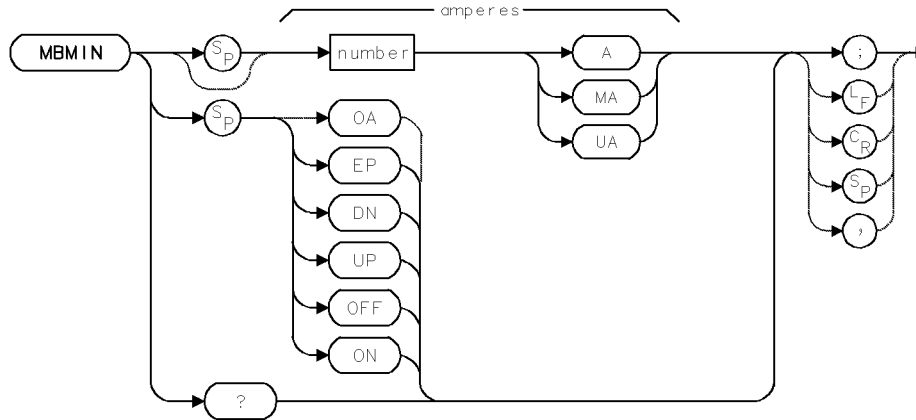 amperes
MBMIN SP number A ;
MA LF
SP OA UA CR
EP SP
DN ,
UP
OFF
ON
?